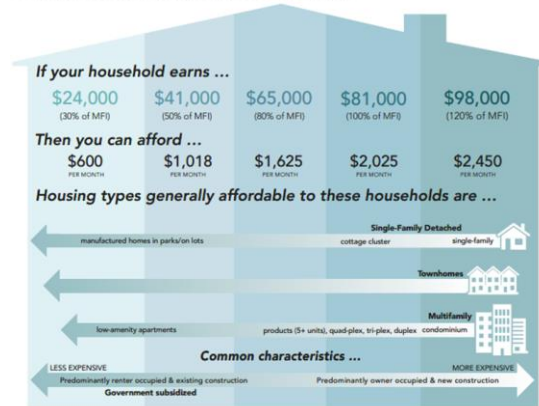 If your household earns ...
$24,000 $41,000 $65,000 $81,000 $98,000
(30% of MFI) (50% of MFI) (80% of MFI) (100% of MFI) (120% of MFI)
Then you can afford ...
$600 $1,018 $1,625 $2,025 $2,450
PER MONTH PER MONTH PER MONTH PER MONTH PER MONTH
Housing types generally affordable to these households are ...
Single-Family Detached
manufactured homes in parks/on lots cottage cluster single-family
Townhomes
Multifamily
low-amenity apartments products (5+ units), quad-plex, tri-plex, duplex condominium
Common characteristics ...
LESS EXPENSIVE MORE EXPENSIVE
Predominantly renter occupied & existing construction Predominantly owner occupied & new construction
Government subsidized